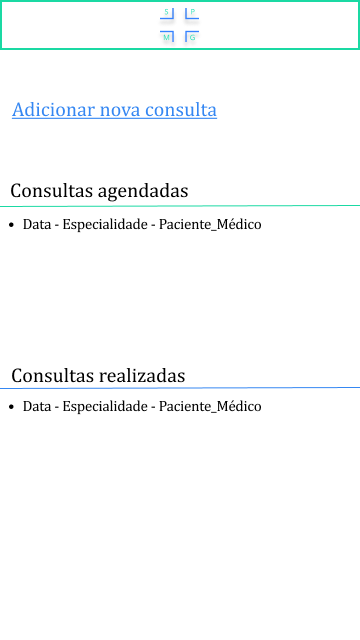 S P
M G
Adicionar nova consulta
Consultas agendadas
• Data - Especialidade - Paciente_Médico
Consultas realizadas
• Data - Especialidade - Paciente_Médico